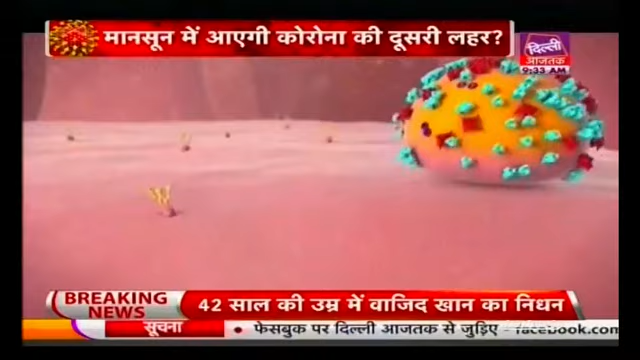 मानसून में आएगी कोरोना की दूसरी लहर?
दिल्ली
आजतक
9:33 AM
BREAKING
NEWS
42 साल की उम्र में वाजिद खान का निधन
सूचना
• फेसबुक पर दिल्ली आजतक से जुड़िए - facebook.com/